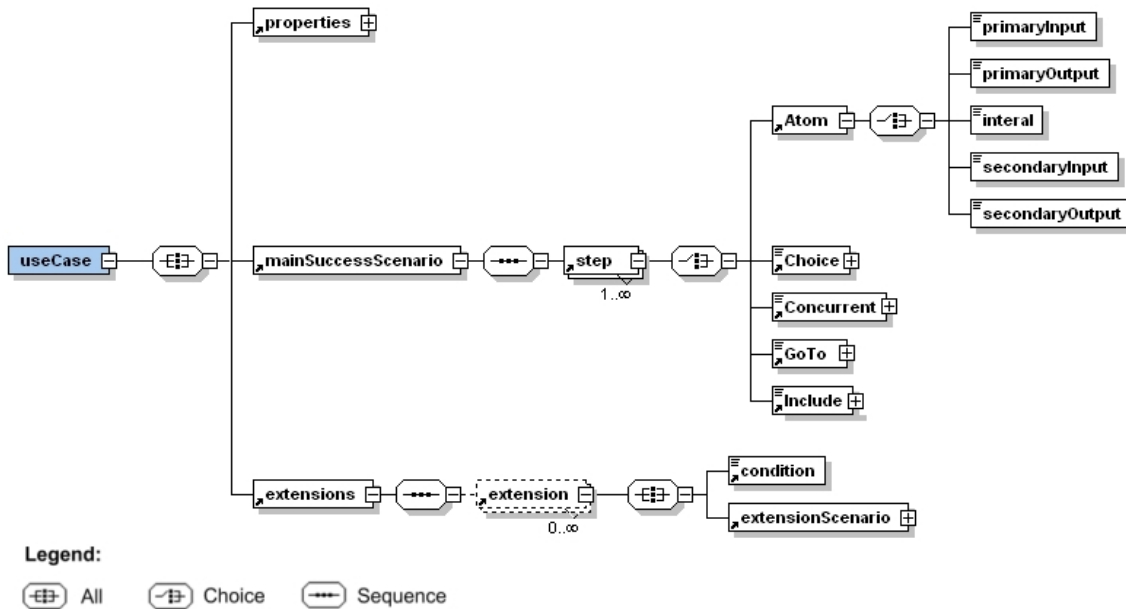 properties
primaryInput
primaryOutput
Atom
interal
secondaryInput
secondaryOutput
useCase
mainSuccessScenario
step
1..∞
Choice
Concurrent
GoTo
Include
extensions
extension
0..∞
condition
extensionScenario
Legend:
All Choice Sequence